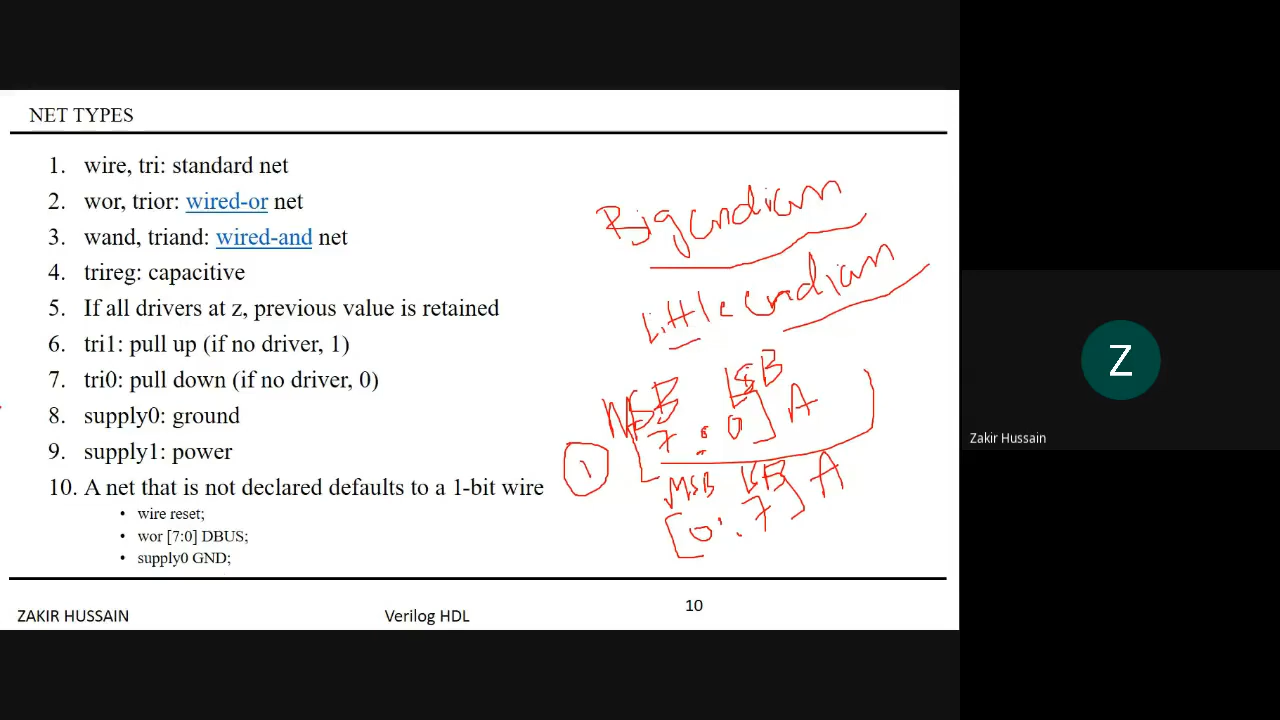 NET TYPES
1. wire, tri: standard net
2. wor, trior: wired-or net
3. wand, triand: wired-and net
4. trireg: capacitive
5. If all drivers at z, previous value is retained
6. tri1: pull up (if no driver, 1)
7. tri0: pull down (if no driver, 0)
8. supply0: ground
9. supply1: power
10. A net that is not declared defaults to a 1-bit wire
• wire reset;
• wor [7:0] DBUS;
• supply0 GND;
Big endian
Little endian
MSB LSB
1 [7 : 0] A
MSB LSB
[0 : 7] A
ZAKIR HUSSAIN Verilog HDL 10
Z
Zakir Hussain